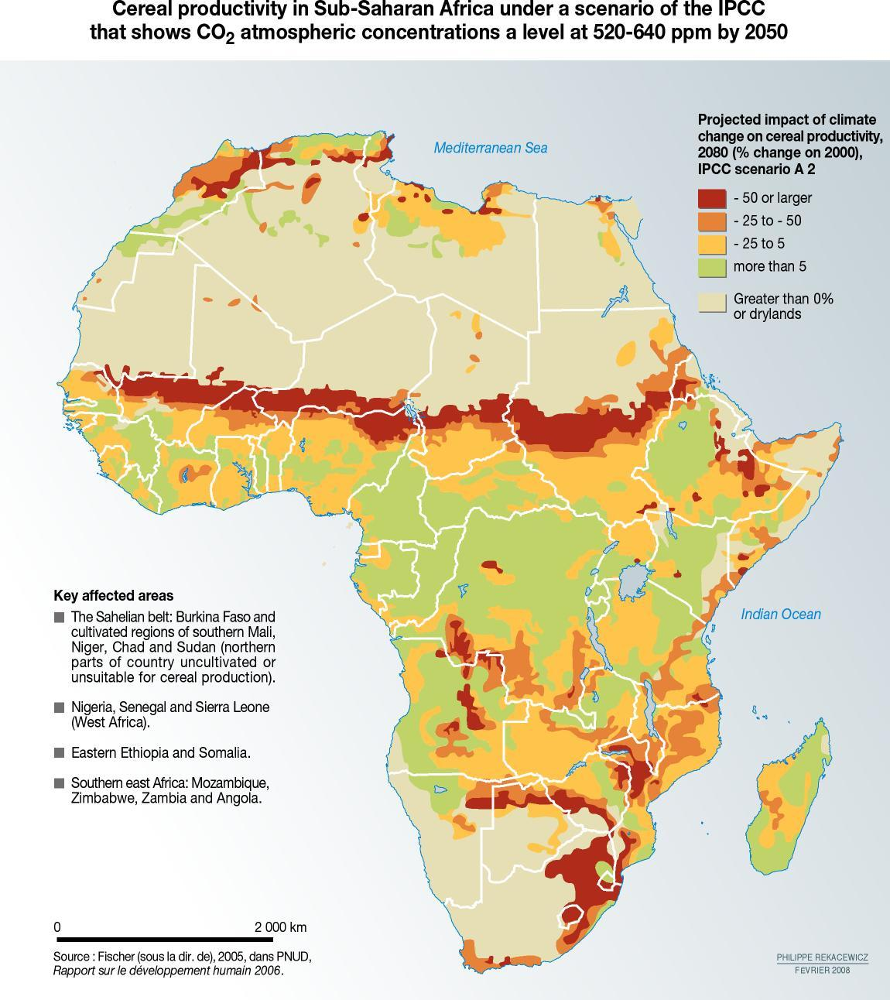 Cereal productivity in Sub-Saharan Africa under a scenario of the IPCC
that shows CO2 atmospheric concentrations a level at 520-640 ppm by 2050
Mediterranean Sea
Projected impact of climate
change on cereal productivity,
2080 (% change on 2000),
IPCC scenario A 2
- 50 or larger
- 25 to - 50
- 25 to 5
more than 5
Greater than 0%
or drylands
Indian Ocean
Key affected areas
The Sahelian belt: Burkina Faso and
cultivated regions of southern Mali,
Niger, Chad and Sudan (northern
parts of country uncultivated or
unsuitable for cereal production).
Nigeria, Senegal and Sierra Leone
(West Africa).
Eastern Ethiopia and Somalia.
Southern east Africa: Mozambique,
Zimbabwe, Zambia and Angola.
0 2 000 km
Source : Fischer (sous la dir. de), 2005, dans PNUD,
Rapport sur le développement humain 2006.
PHILIPPE REKACEWICZ
FÉVRIER 2008